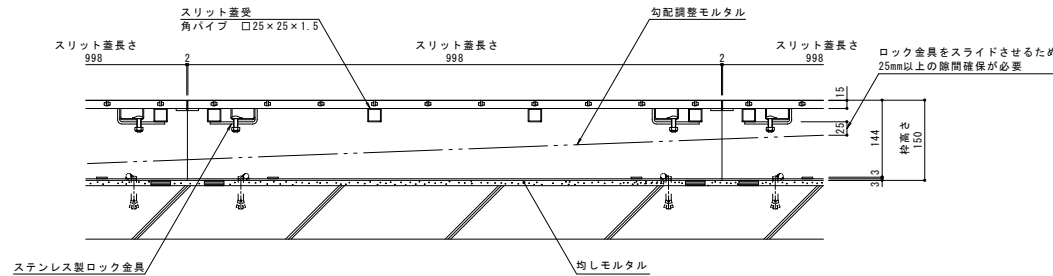 スリット蓋受
角パイプ □25×25×1.5
勾配調整モルタル
スリット蓋長さ
998
2
スリット蓋長さ
998
2
スリット蓋長さ
998
ロック金具をスライドさせるため
25mm以上の隙間確保が必要
15
25
144
枠高さ
150
3
3
ステンレス製ロック金具
均しモルタル